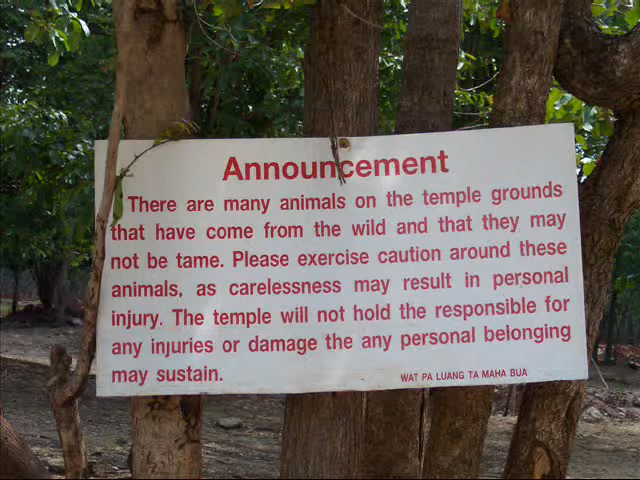 Announcement
There are many animals on the temple grounds
that have come from the wild and that they may
not be tame. Please exercise caution around these
animals, as carelessness may result in personal
injury. The temple will not hold the responsible for
any injuries or damage the any personal belonging
may sustain.
WAT PA LUANG TA MAHA BUA